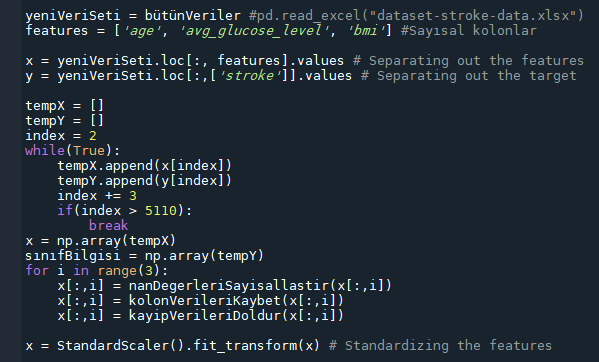 yeniVeriSeti = bütünVeriler #pd.read_excel("dataset-stroke-data.xlsx")
features = ['age', 'avg_glucose_level', 'bmi'] #Sayısal kolonlar
x = yeniVeriSeti.loc[:, features].values # Separating out the features
y = yeniVeriSeti.loc[:,['stroke']].values # Separating out the target
tempX = []
tempY = []
index = 2
while(True):
    tempX.append(x[index])
    tempY.append(y[index])
    index += 3
    if(index > 5110):
        break
x = np.array(tempX)
sınıfBilgisi = np.array(tempY)
for i in range(3):
    x[:,i] = nanDegerleriSayisallastir(x[:,i])
    x[:,i] = kolonVerileriKaybet(x[:,i])
    x[:,i] = kayipVerileriDoldur(x[:,i])
x = StandardScaler().fit_transform(x) # Standardizing the features